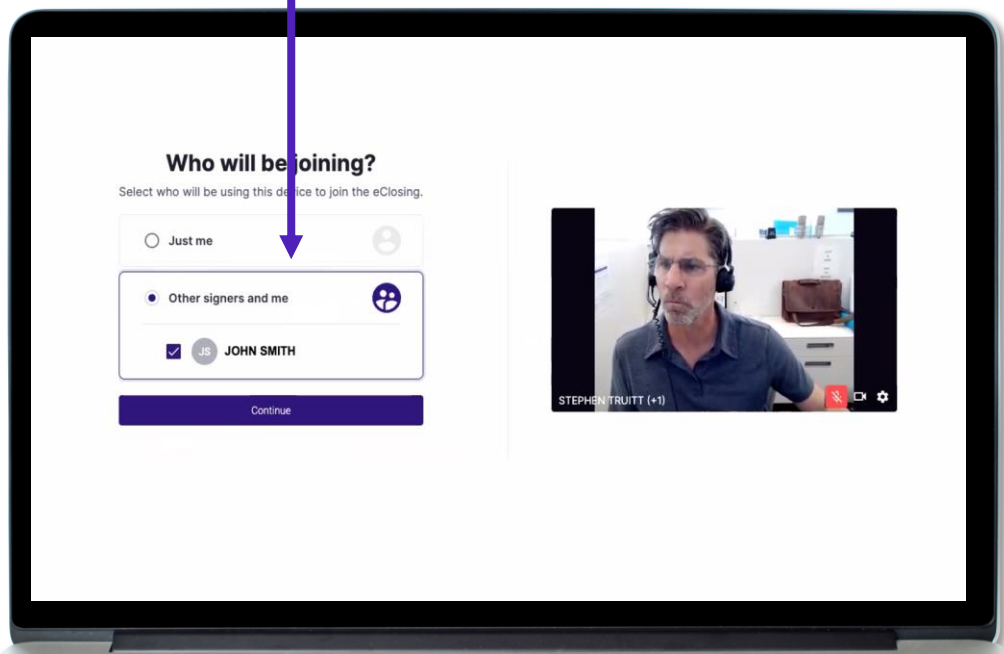 Who will be joining?
Select who will be using this device to join the eClosing.
Just me
Other signers and me
JS JOHN SMITH
Continue
STEPHEN TRUITT (+1)